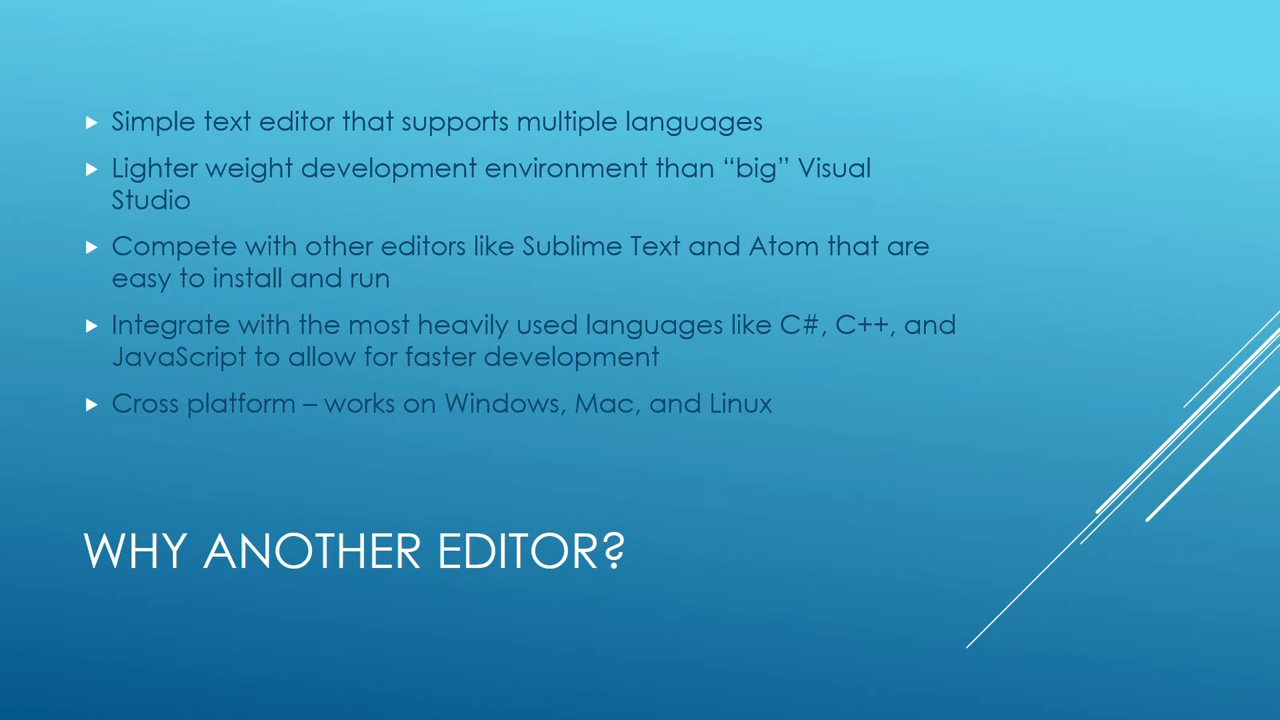 Simple text editor that supports multiple languages
Lighter weight development environment than “big” Visual
Studio
Compete with other editors like Sublime Text and Atom that are
easy to install and run
Integrate with the most heavily used languages like C#, C++, and
JavaScript to allow for faster development
Cross platform – works on Windows, Mac, and Linux
WHY ANOTHER EDITOR?